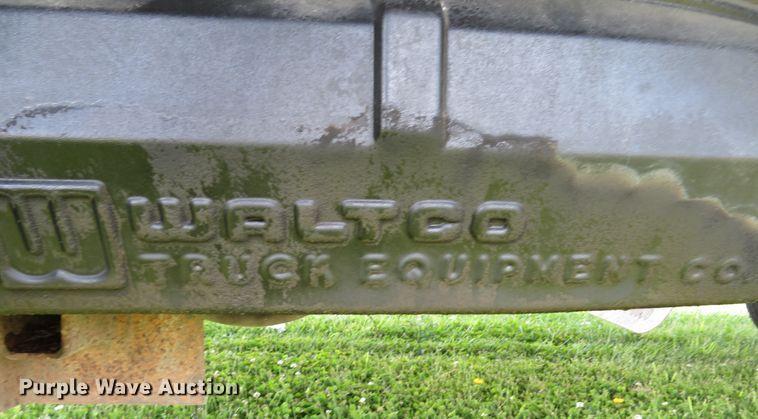 W WALTCO
TRUCK EQUIPMENT CO
Purple Wave Auction